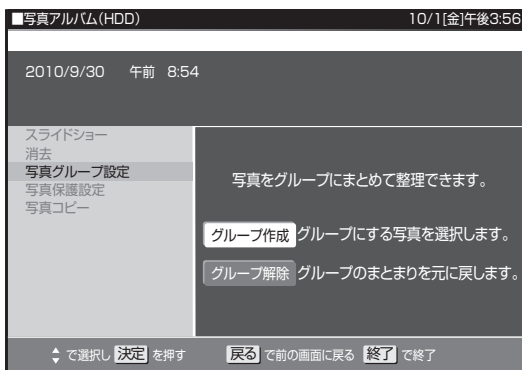 ■写真アルバム(HDD) 10/1[金]午後3:56
2010/9/30 午前 8:54
スライドショー
消去
写真グループ設定
写真保護設定
写真コピー
写真をグループにまとめて整理できます。
グループ作成 グループにする写真を選択します。
グループ解除 グループのまとまりを元に戻します。
で選択し 決定 を押す 戻る で前の画面に戻る 終了 で終了